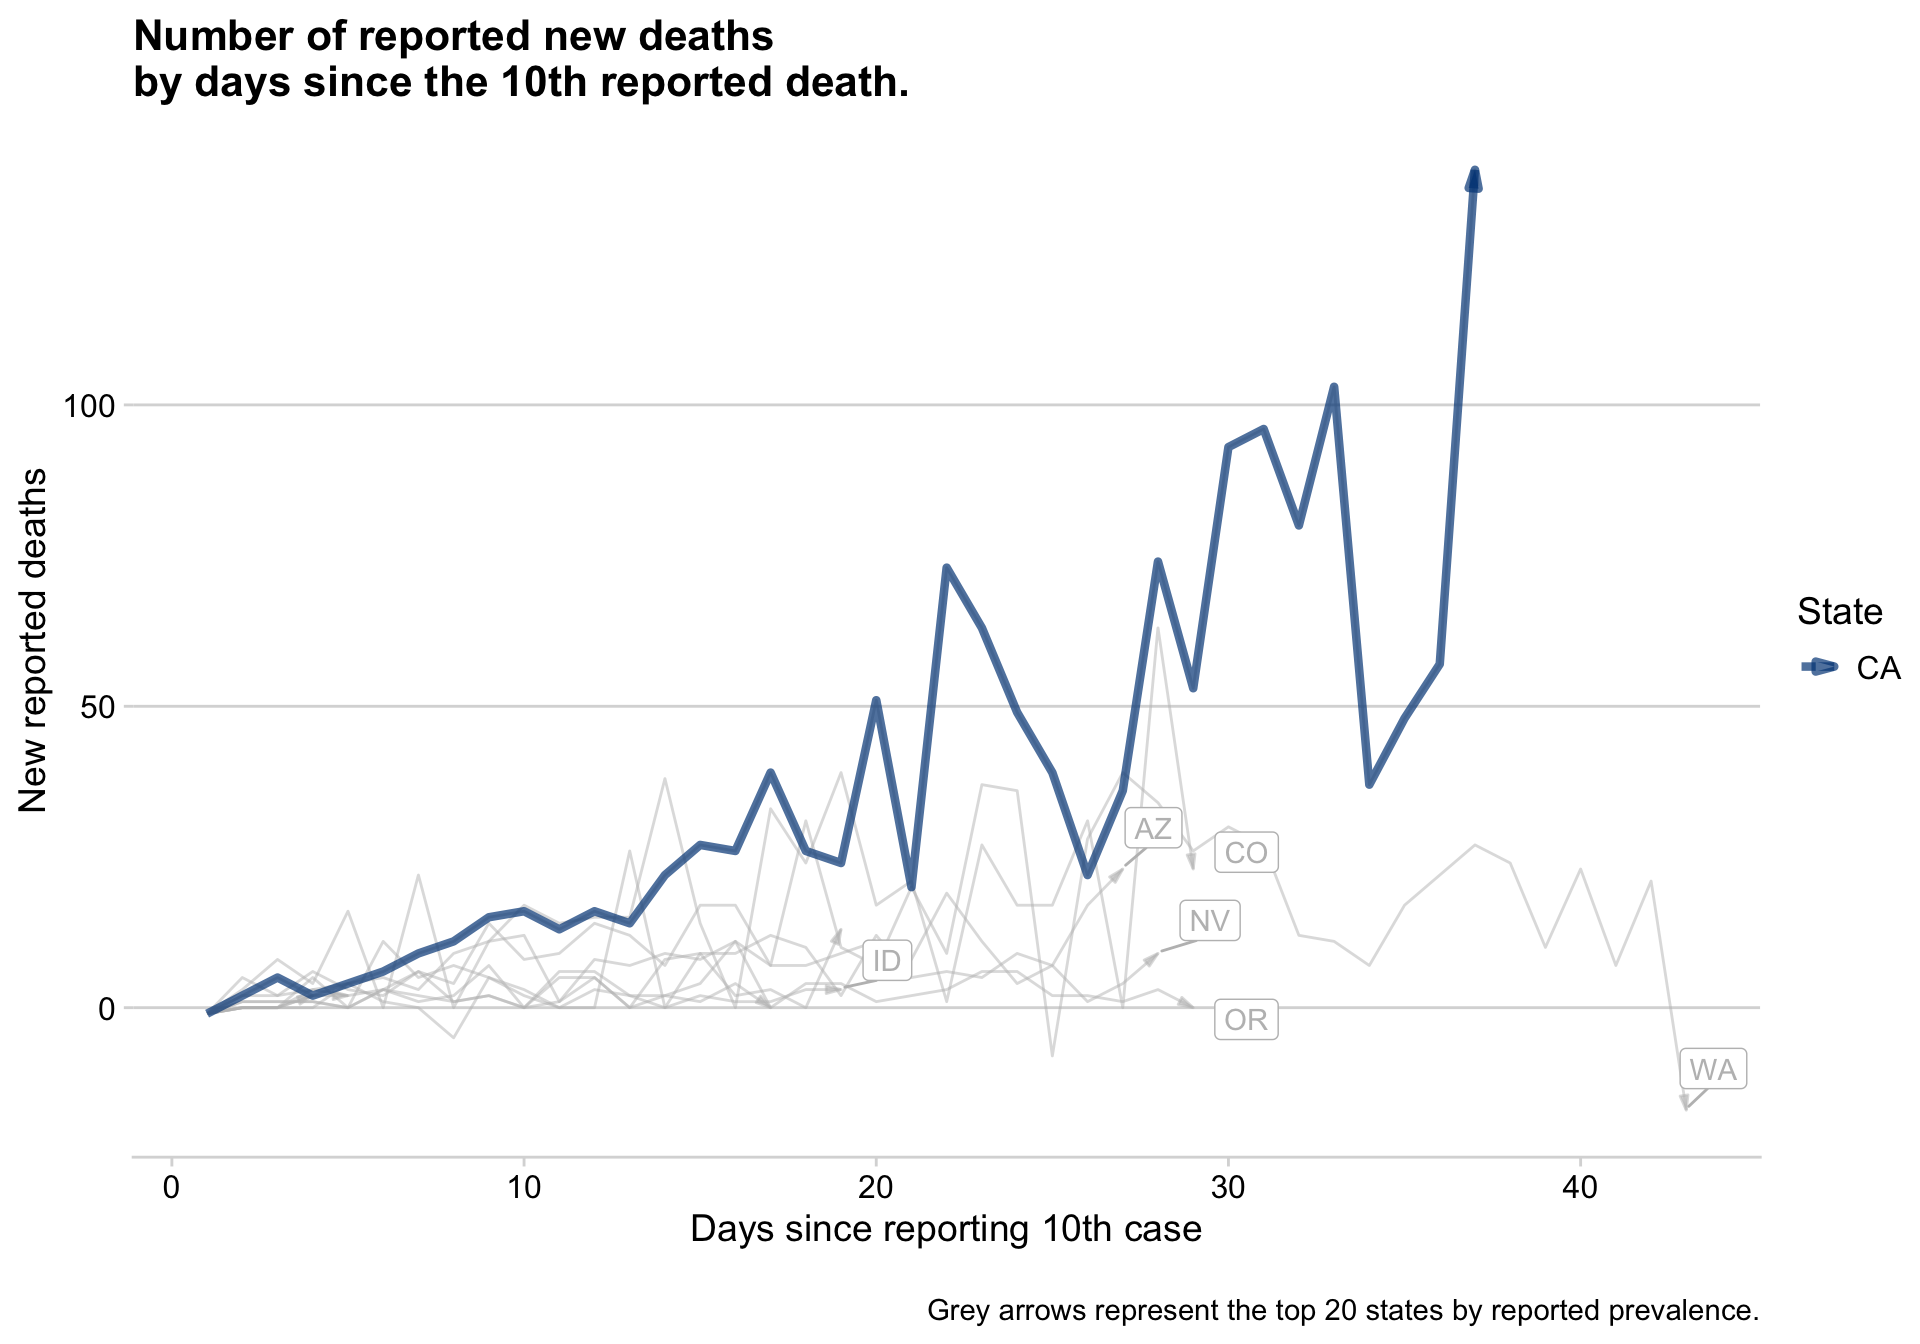 Number of reported new deaths
by days since the 10th reported death.
New reported deaths
100
50
0
AZ
CO
NV
ID
OR
WA
State
CA
0 10 20 30 40
Days since reporting 10th case
Grey arrows represent the top 20 states by reported prevalence.